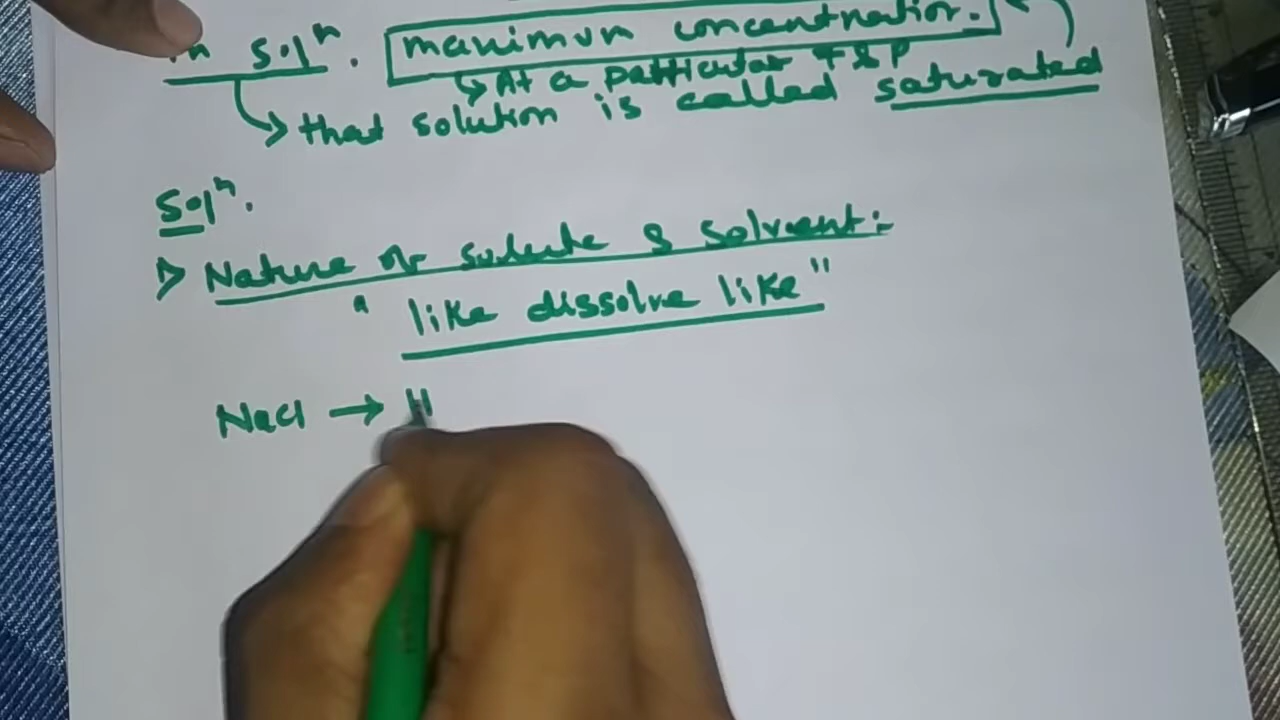 in Solⁿ. maximum concentration.
→ At a particular T & P
→ that solution is called saturated
Solⁿ.
> Nature of solute & solvent :-
" like dissolve like "
NaCl → H